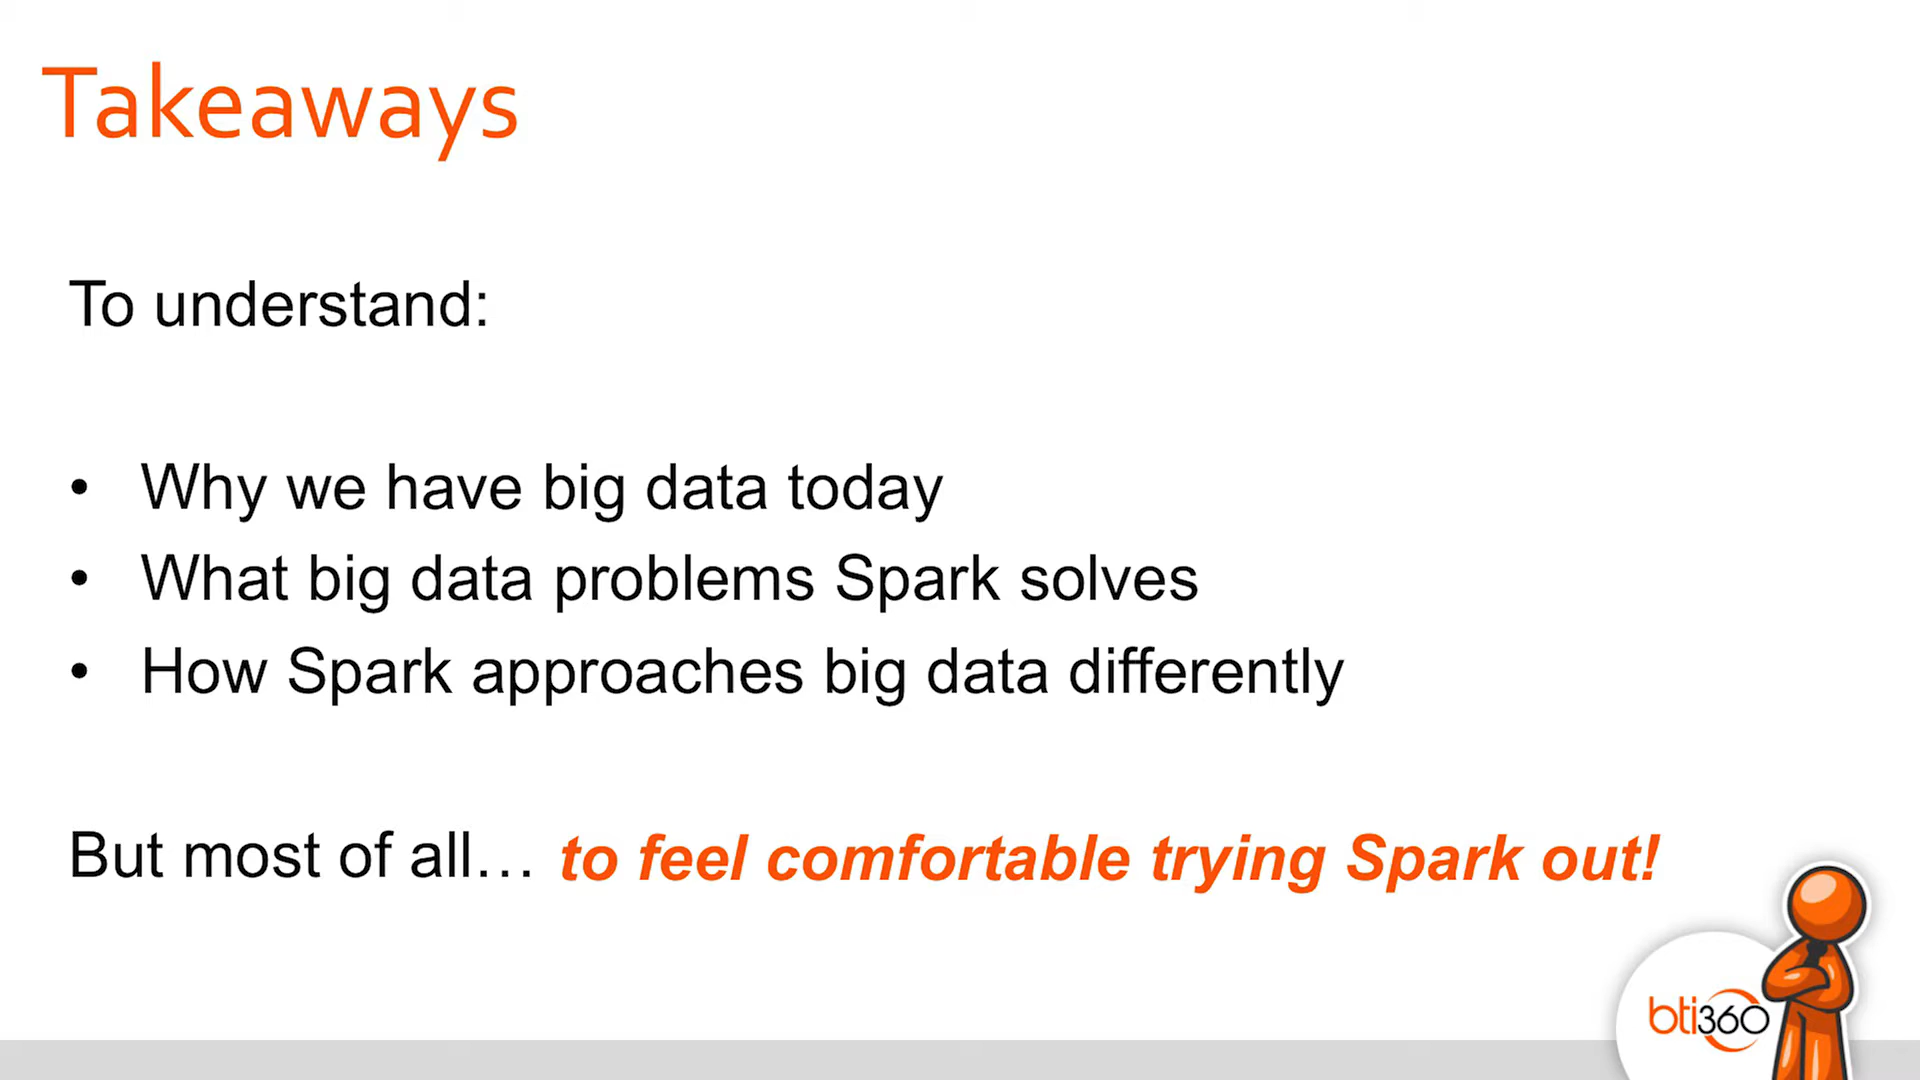 Takeaways
To understand:
• Why we have big data today
• What big data problems Spark solves
• How Spark approaches big data differently
But most of all… to feel comfortable trying Spark out!
bti360